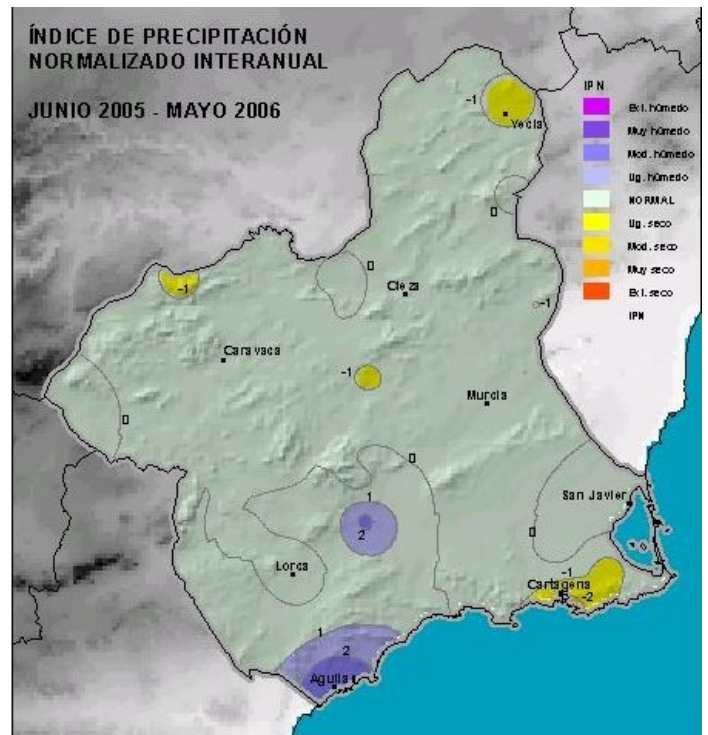 ÍNDICE DE PRECIPITACIÓN
NORMALIZADO INTERANUAL
JUNIO 2005 - MAYO 2006
IPN
Ext. húmedo
Muy húmedo
Mod. húmedo
Lig. húmedo
NORMAL
Lig. seco
Mod. seco
Muy seco
Ext. seco
IPN
-1
Yecla
0
0
Cieza
-1
-1
Caravaca
-1
Murcia
0
0
1
San Javier
2
0
Lorca
-1
Cartagena
-2
1
2
Aguilas